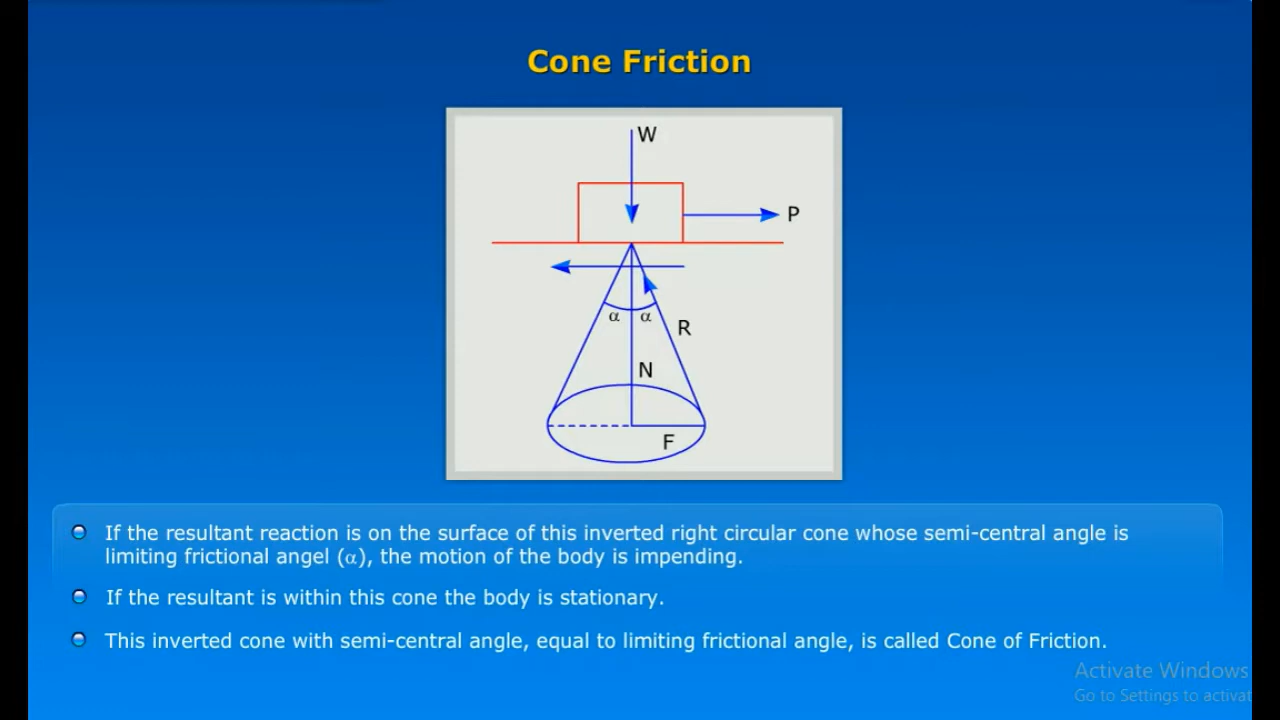 Cone Friction
W
P
α α
R
N
F
If the resultant reaction is on the surface of this inverted right circular cone whose semi-central angle is
limiting frictional angel (α), the motion of the body is impending.
If the resultant is within this cone the body is stationary.
This inverted cone with semi-central angle, equal to limiting frictional angle, is called Cone of Friction.
Activate Windows
Go to Settings to activat